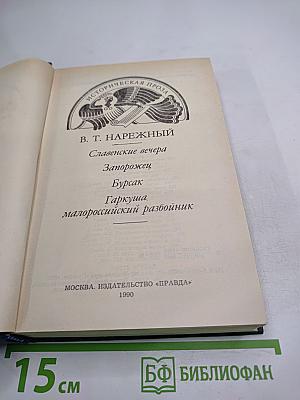 ИСТОРИЧЕСКАЯ ПРОЗА
В. Т. НАРЕЖНЫЙ
Славенские вечера
Запорожец
Бурсак
Гаркуша,
малороссийский разбойник
МОСКВА. ИЗДАТЕЛЬСТВО «ПРАВДА»
1990
15 см
БФ БИБЛИОФАН